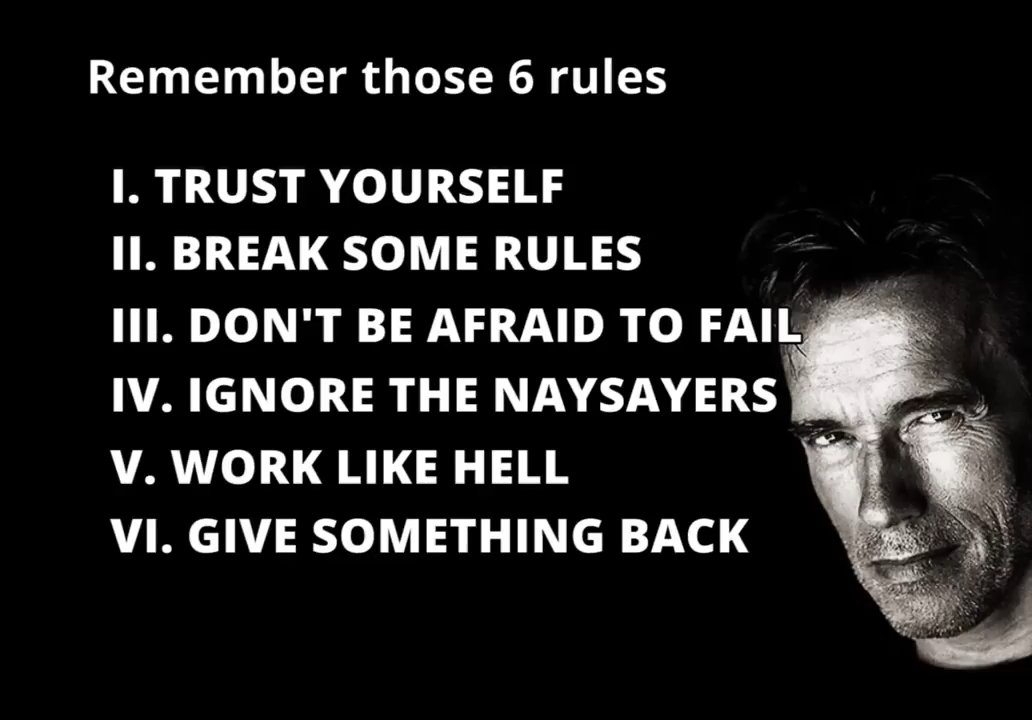 Remember those 6 rules
I. TRUST YOURSELF
II. BREAK SOME RULES
III. DON'T BE AFRAID TO FAIL
IV. IGNORE THE NAYSAYERS
V. WORK LIKE HELL
VI. GIVE SOMETHING BACK